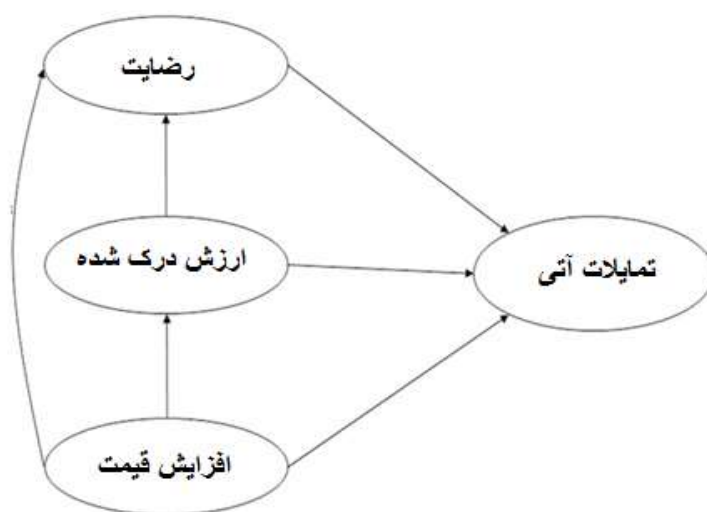 رضایت
ارزش درک شده
تمایلات آتی
افزایش قیمت